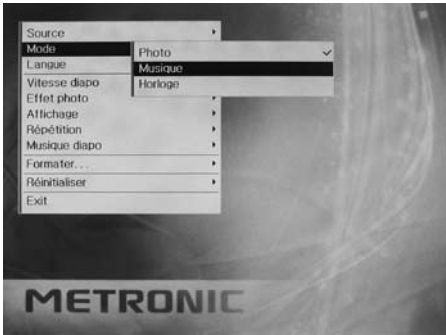 Source
Mode
Langue
Vitesse diapo
Effet photo
Affichage
Répétition
Musique diapo
Formater...
Réinitialiser
Exit
Photo
Musique
Horloge
METRONIC